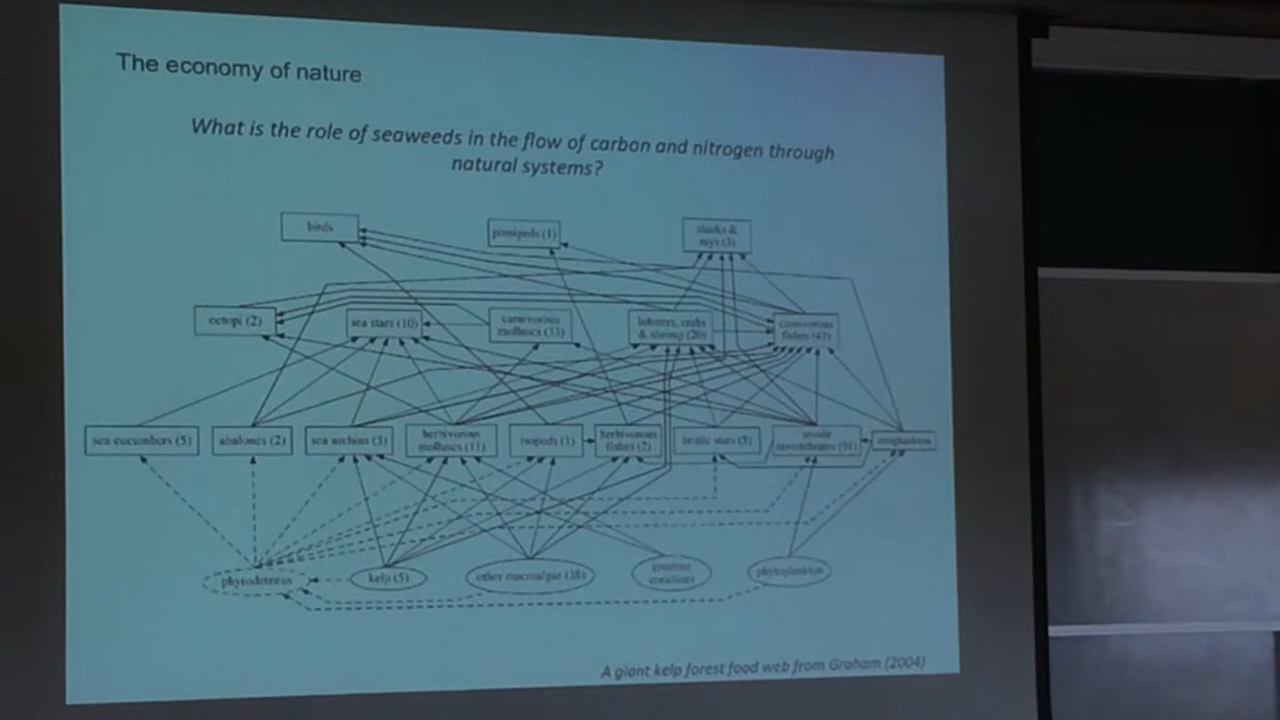 The economy of nature
What is the role of seaweeds in the flow of carbon and nitrogen through
natural systems?
birds
pinnipeds (1)
sharks &
rays (3)
octopi (2)
sea stars (10)
carnivorous
molluscs (33)
lobsters, crabs
& shrimp (20)
carnivorous
fishes (43)
sea cucumbers (5)
abalones (2)
sea urchins (3)
herbivorous
molluscs (11)
isopods (1)
herbivorous
fishes (2)
brittle stars (5)
sessile
invertebrates (91)
zooplankton
phytodetritus
kelp (5)
other macroalgae (38)
crustose
corallines
phytoplankton
A giant kelp forest food web from Graham (2004)